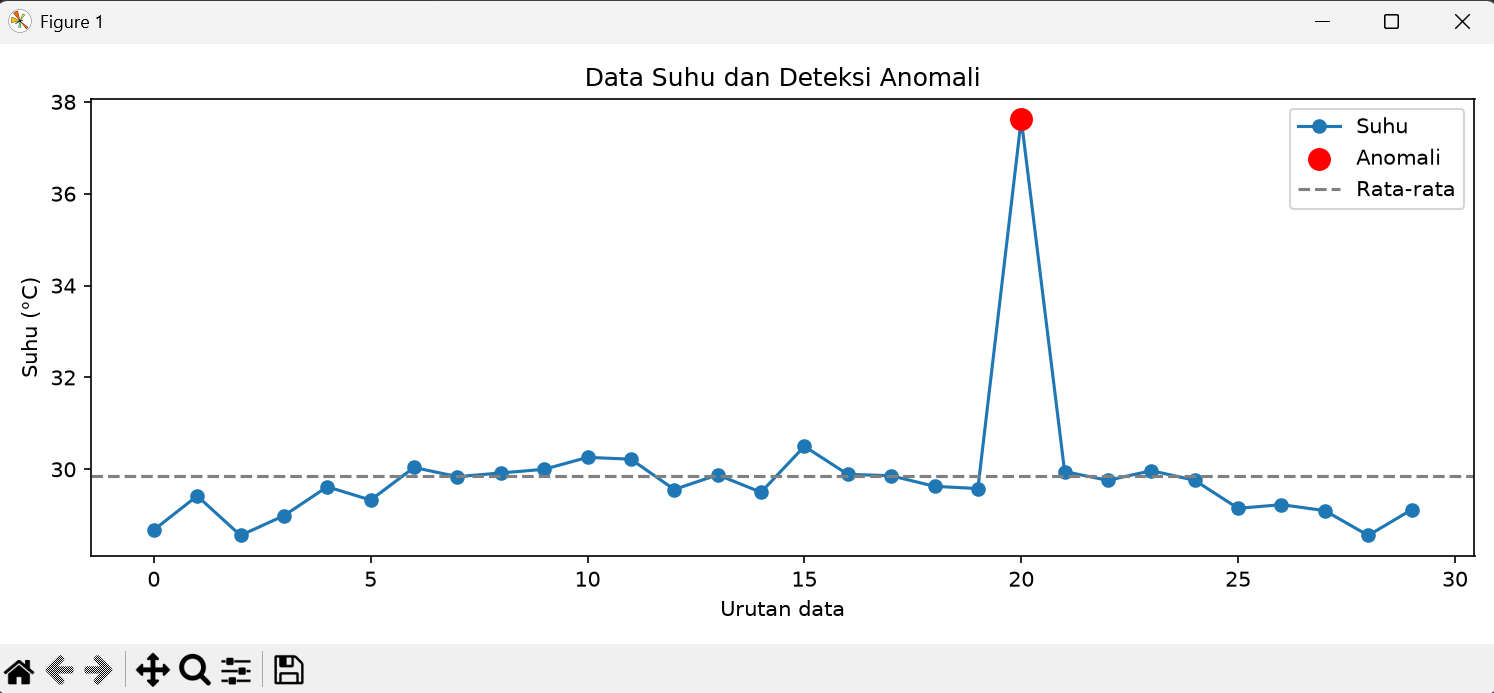 Figure 1
Data Suhu dan Deteksi Anomali
38
36
34
32
30
Suhu (°C)
Suhu
Anomali
Rata-rata
0 5 10 15 20 25 30
Urutan data